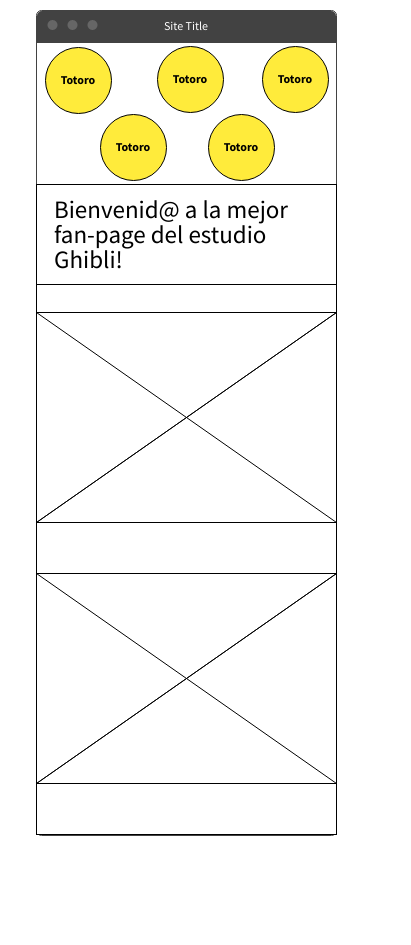 Site Title
Totoro
Totoro
Totoro
Totoro
Totoro
Bienvenid@ a la mejor
fan-page del estudio
Ghibli!